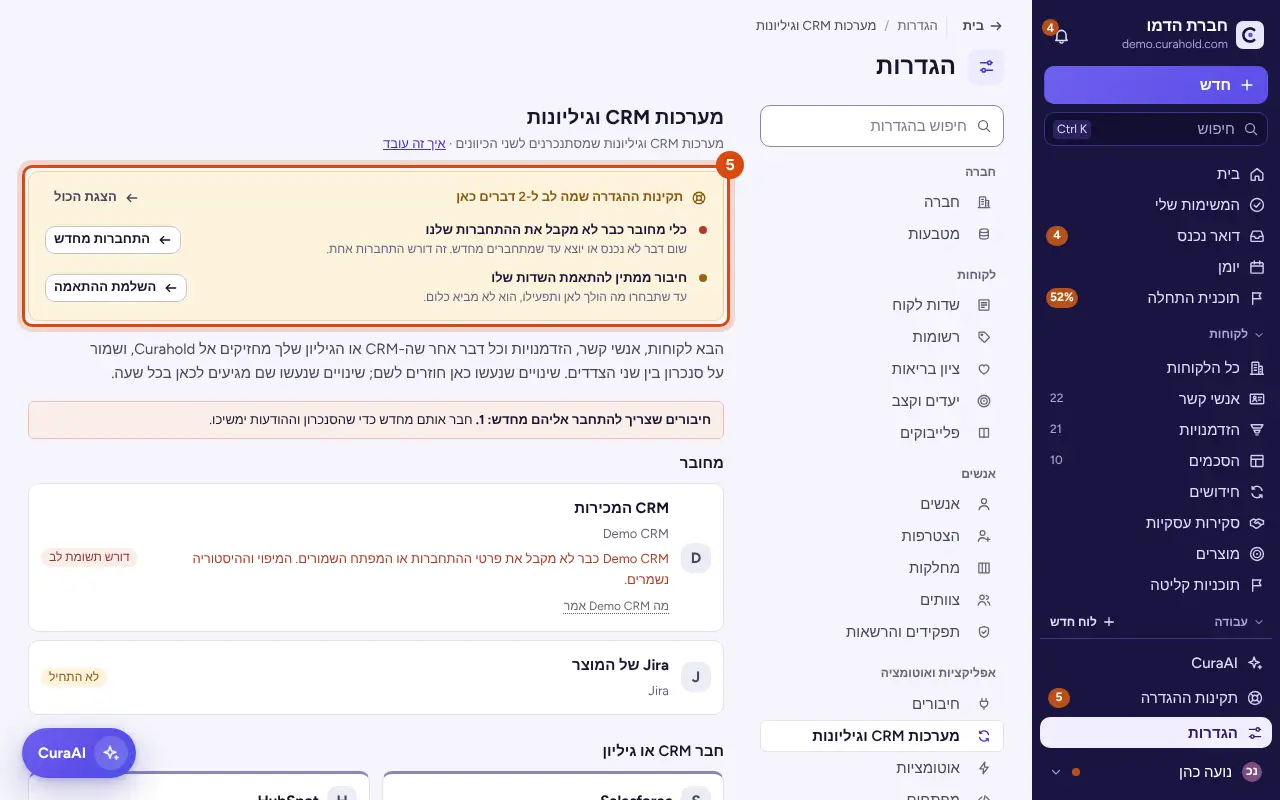 חברת הדמו
demo.curahold.com
4
חדש
חיפוש
Ctrl K
בית
המשימות שלי
דואר נכנס
4
יומן
תוכנית התחלה
52%
לקוחות
כל הלקוחות
אנשי קשר
22
הזדמנויות
21
הסכמים
10
חידושים
סקירות עסקיות
מוצרים
תוכניות קליטה
עבודה
לוח חדש
CuraAI
תקינות ההגדרה
5
הגדרות
נועה כהן
נכ
בית
הגדרות / מערכות CRM וגיליונות
הגדרות
חיפוש בהגדרות
חברה
חברה
מטבעות
לקוחות
שדות לקוח
רשומות
ציון בריאות
יעדים וקצב
פלייבוקים
אנשים
אנשים
הצטרפות
מחלקות
צוותים
תפקידים והרשאות
אפליקציות ואוטומציה
חיבורים
מערכות CRM וגיליונות
אוטומציות
מערכות CRM וגיליונות
מערכות CRM וגיליונות שמסתנכרנים לשני הכיוונים · איך זה עובד
5
תקינות ההגדרה שמה לב ל-2 דברים כאן
הצגת הכול
כלי מחובר כבר לא מקבל את ההתחברות שלנו
שום דבר לא נכנס או יוצא עד שמתחברים מחדש. זה דורש התחברות אחת.
התחברות מחדש
חיבור ממתין להתאמת השדות שלו
עד שתבחרו מה הולך לאן ותפעילו, הוא לא מביא כלום.
השלמת ההתאמה
הבא לקוחות, אנשי קשר, הזדמנויות וכל דבר אחר שה-CRM או הגיליון שלך מחזיקים אל Curahold, ושמור
על סנכרון בין שני הצדדים. שינויים שנעשו כאן חוזרים לשם; שינויים שנעשו שם מגיעים לכאן בכל שעה.
חיבורים שצריך להתחבר אליהם מחדש: 1. חבר אותם מחדש כדי שהסנכרון וההודעות ימשיכו.
מחובר
D
CRM המכירות
Demo CRM
Demo CRM כבר לא מקבל את פרטי ההתחברות או המפתח השמורים. המיפוי וההיסטוריה
נשמרים.
מה Demo CRM אמר
דורש תשומת לב
J
Jira של המוצר
Jira
לא התחיל
חבר CRM או גיליון
Salesforce
HubSpot
CuraAI